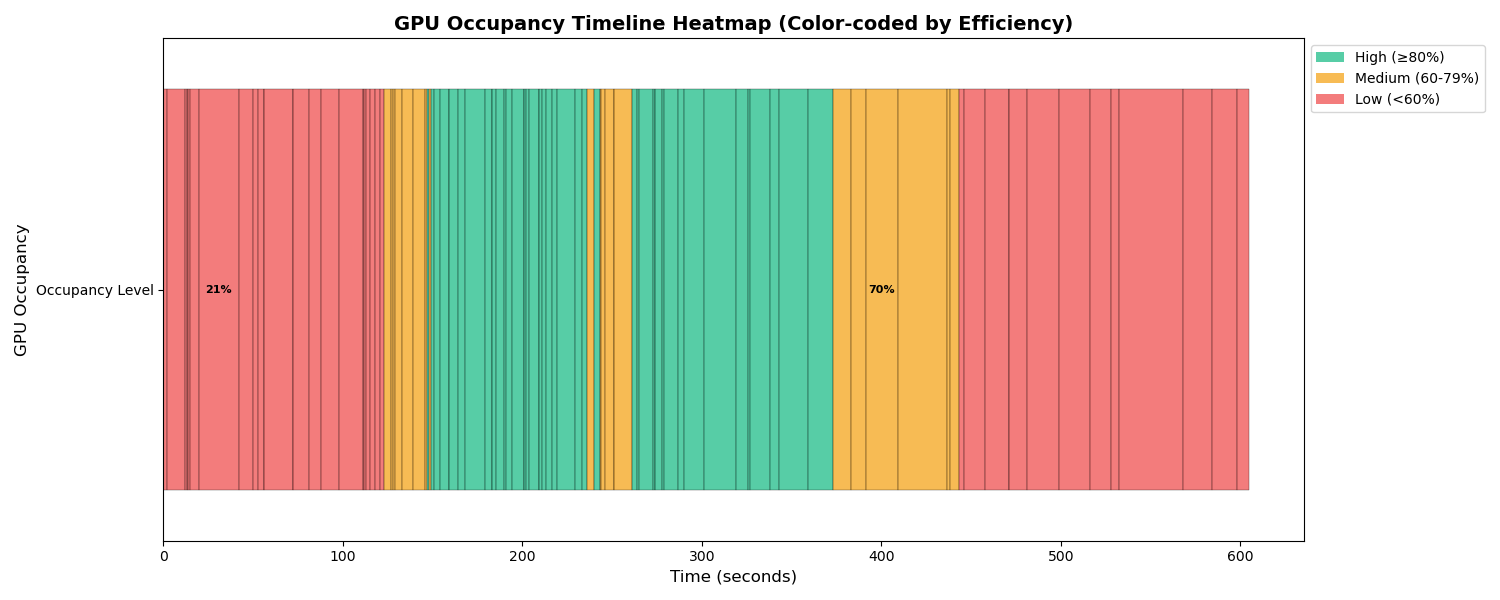 GPU Occupancy Timeline Heatmap (Color-coded by Efficiency)
High (≥80%)
Medium (60-79%)
Low (<60%)
GPU Occupancy
Occupancy Level
21%
70%
0 100 200 300 400 500 600
Time (seconds)